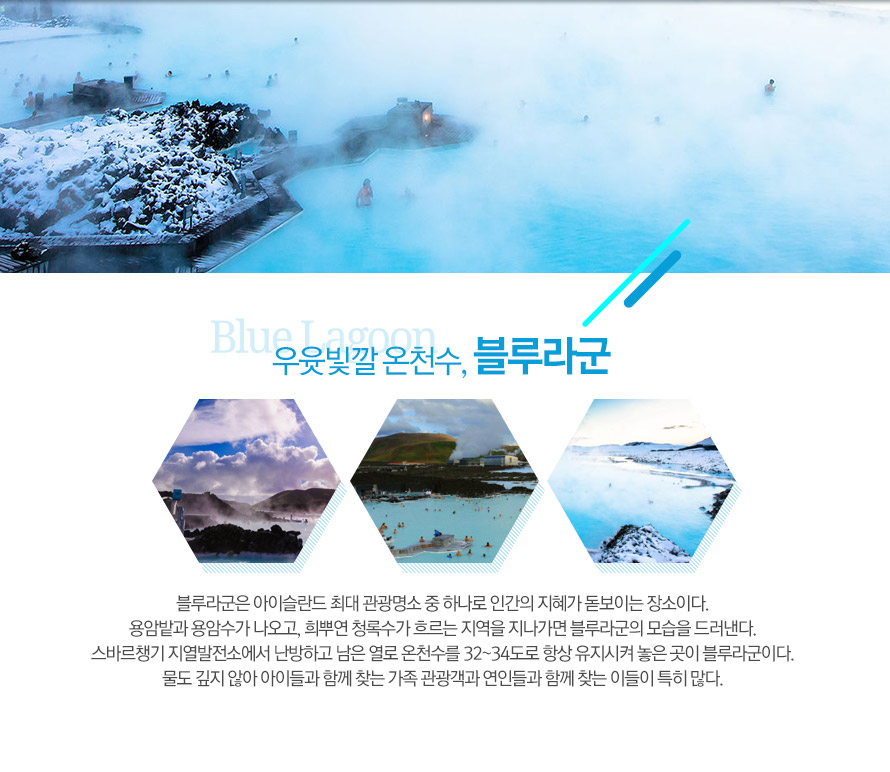 Blue Lagoon
우윳빛깔 온천수, 블루라군
블루라군은 아이슬란드 최대 관광명소 중 하나로 인간의 지혜가 돋보이는 장소이다.
용암밭과 용암수가 나오고, 희뿌연 청록수가 흐르는 지역을 지나가면 블루라군의 모습을 드러낸다.
스바르챙기 지열발전소에서 난방하고 남은 열로 온천수를 32~34도로 항상 유지시켜 놓은 곳이 블루라군이다.
물도 깊지 않아 아이들과 함께 찾는 가족 관광객과 연인들과 함께 찾는 이들이 특히 많다.